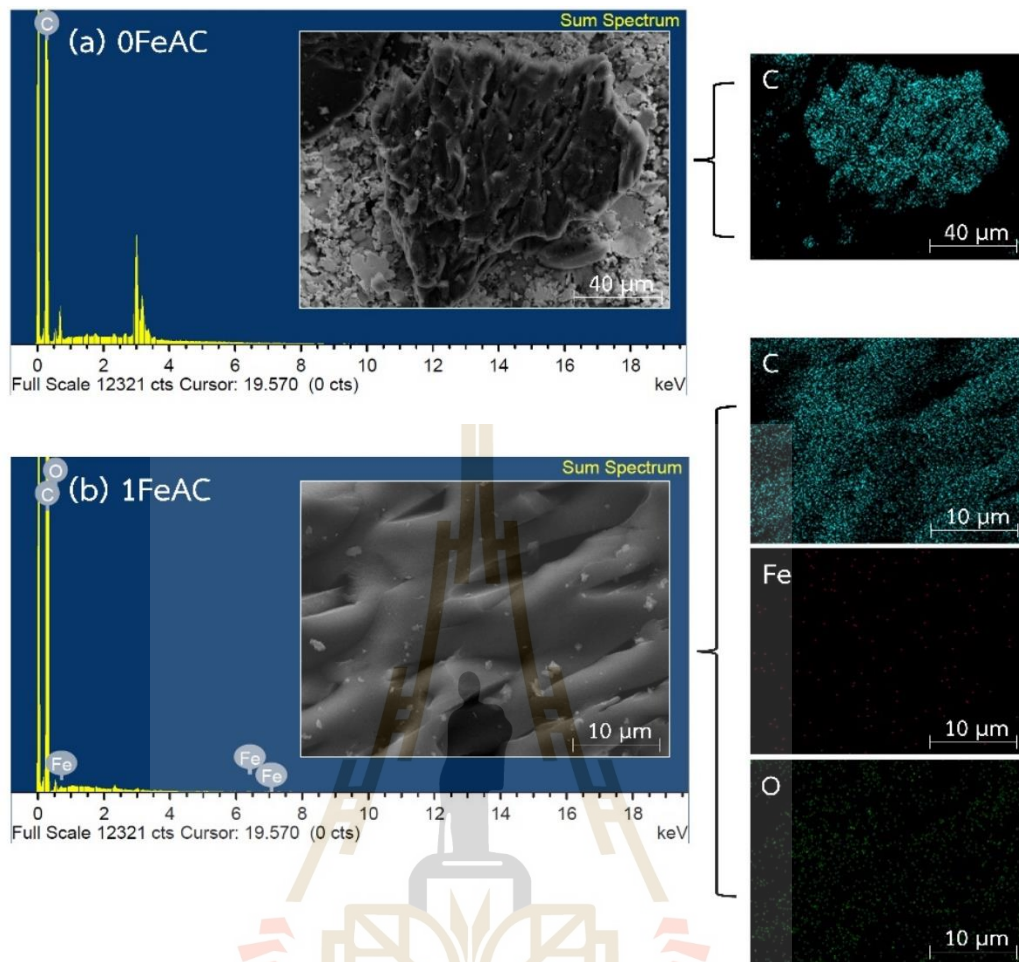 Sum Spectrum
C
(a) 0FeAC
40 µm
0 2 4 6 8 10 12 14 16 18
Full Scale 12321 cts Cursor: 19.570 (0 cts) keV
C
40 µm
Sum Spectrum
O
C
(b) 1FeAC
10 µm
Fe
Fe
Fe
0 2 4 6 8 10 12 14 16 18
Full Scale 12321 cts Cursor: 19.570 (0 cts) keV
C
10 µm
Fe
10 µm
O
10 µm